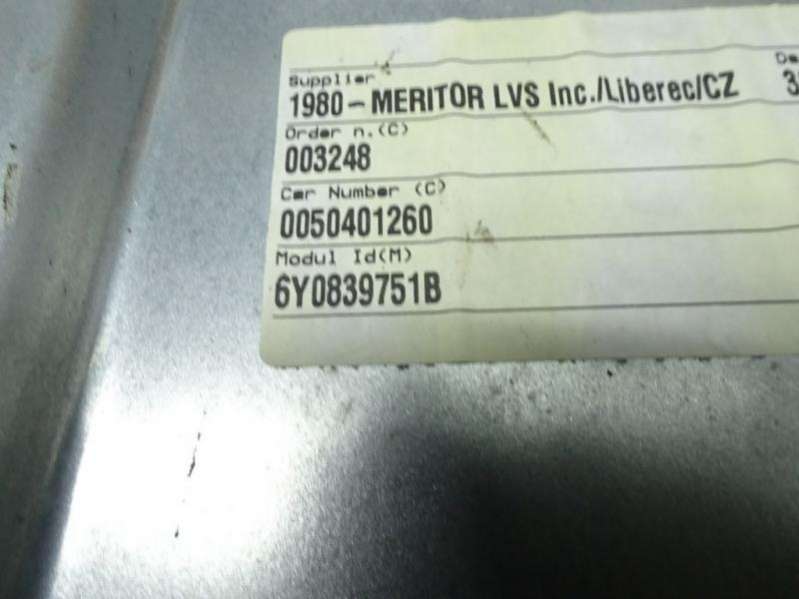 Supplier
1980 - MERITOR LVS Inc./Liberec/CZ
Order n.(C)
003248
Car Number (C)
0050401260
Modul Id(M)
6Y0839751B